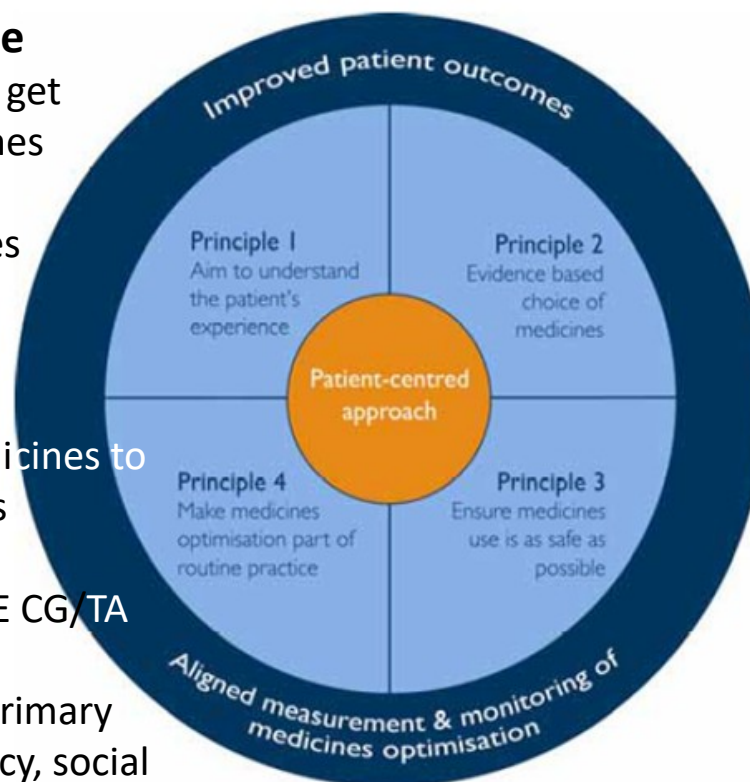 e
get
nes
es
icines to
s
E CG/TA
rimary
cy, social
Improved patient outcomes
Principle 1
Aim to understand
the patient's
experience
Principle 2
Evidence based
choice of
medicines
Patient-centred
approach
Principle 4
Make medicines
optimisation part of
routine practice
Principle 3
Ensure medicines
use is as safe as
possible
Aligned measurement & monitoring of
medicines optimisation